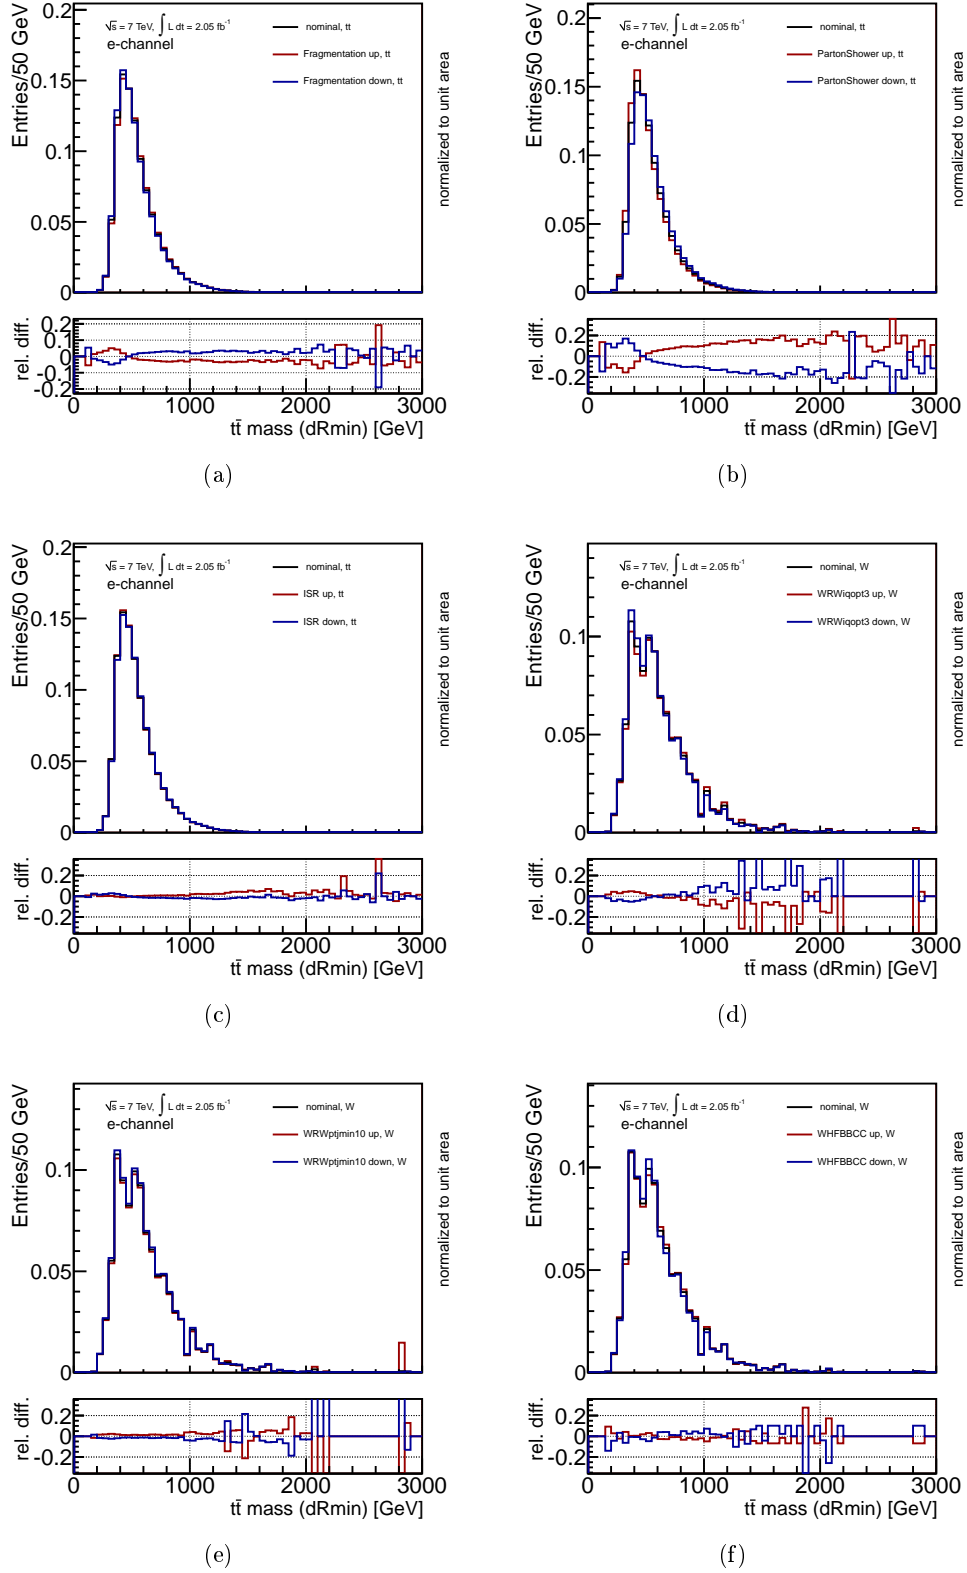 Entries/50 GeV
0.2
0.15
0.1
0.05
0
√s = 7 TeV, ∫ L dt = 2.05 fb⁻¹
e-channel
nominal, tt
Fragmentation up, tt
Fragmentation down, tt
normalized to unit area
rel. diff.
0.2
0.1
0
-0.1
-0.2
0 1000 2000 3000
tt̄ mass (dRmin) [GeV]
(a)
Entries/50 GeV
0.2
0.15
0.1
0.05
0
√s = 7 TeV, ∫ L dt = 2.05 fb⁻¹
e-channel
nominal, tt
PartonShower up, tt
PartonShower down, tt
normalized to unit area
rel. diff.
0.2
0
-0.2
0 1000 2000 3000
tt̄ mass (dRmin) [GeV]
(b)
Entries/50 GeV
0.2
0.15
0.1
0.05
0
√s = 7 TeV, ∫ L dt = 2.05 fb⁻¹
e-channel
nominal, tt
ISR up, tt
ISR down, tt
normalized to unit area
rel. diff.
0.2
0
-0.2
0 1000 2000 3000
tt̄ mass (dRmin) [GeV]
(c)
Entries/50 GeV
0.1
0.05
0
√s = 7 TeV, ∫ L dt = 2.05 fb⁻¹
e-channel
nominal, W
WRWiqopt3 up, W
WRWiqopt3 down, W
normalized to unit area
rel. diff.
0.2
0
-0.2
0 1000 2000 3000
tt̄ mass (dRmin) [GeV]
(d)
Entries/50 GeV
0.1
0.05
0
√s = 7 TeV, ∫ L dt = 2.05 fb⁻¹
e-channel
nominal, W
WRWptjmin10 up, W
WRWptjmin10 down, W
normalized to unit area
rel. diff.
0.2
0
-0.2
0 1000 2000 3000
tt̄ mass (dRmin) [GeV]
(e)
Entries/50 GeV
0.1
0.05
0
√s = 7 TeV, ∫ L dt = 2.05 fb⁻¹
e-channel
nominal, W
WHFBBCC up, W
WHFBBCC down, W
normalized to unit area
rel. diff.
0.2
0
-0.2
0 1000 2000 3000
tt̄ mass (dRmin) [GeV]
(f)